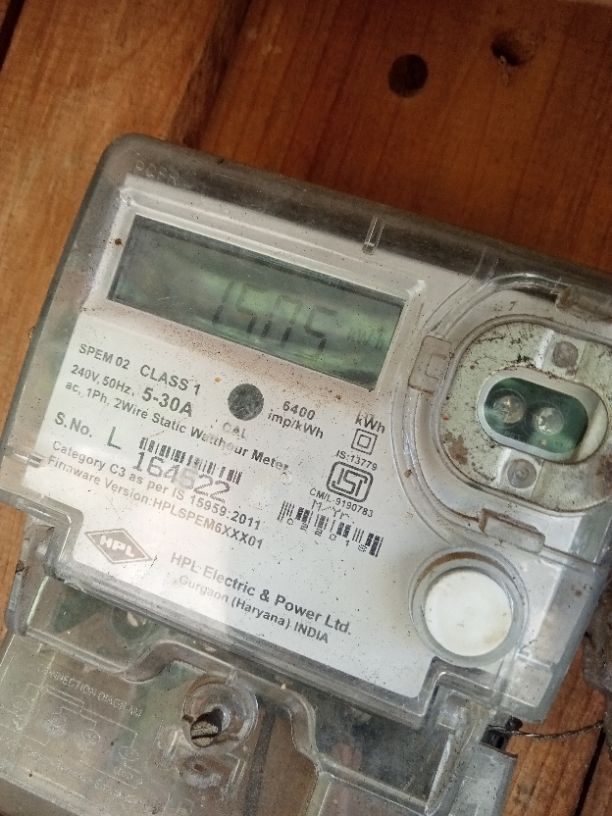 kWh
SPEM 02 CLASS 1
240V, 50Hz, 5-30A
6400
imp/kWh
kWh
CAL
ac, 1Ph, 2Wire Static Watthour Meter
IS:13779
S.No. L
164622
CM/L-9190783
Category C3 as per IS 15959:2011
Firmware Version:HPLSPEM6XXX01
HPL
HPL Electric & Power Ltd.
Gurgaon (Haryana) INDIA